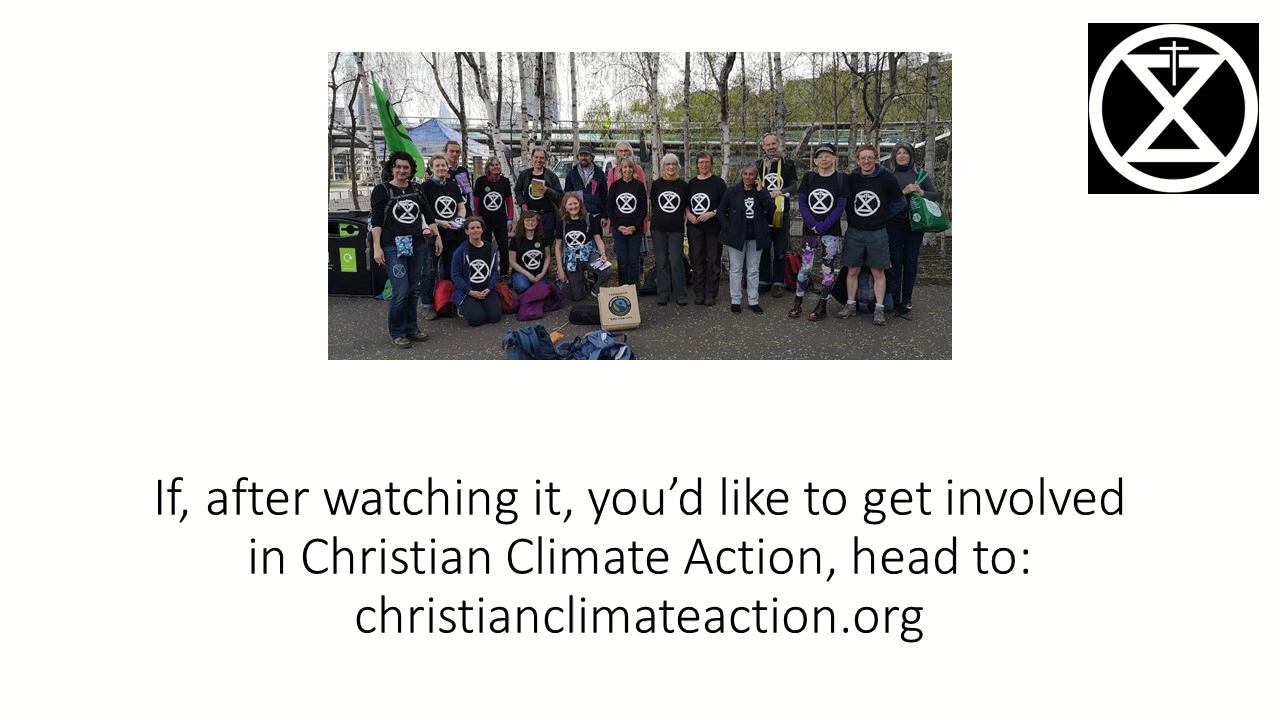 If, after watching it, you’d like to get involved
in Christian Climate Action, head to:
christianclimateaction.org